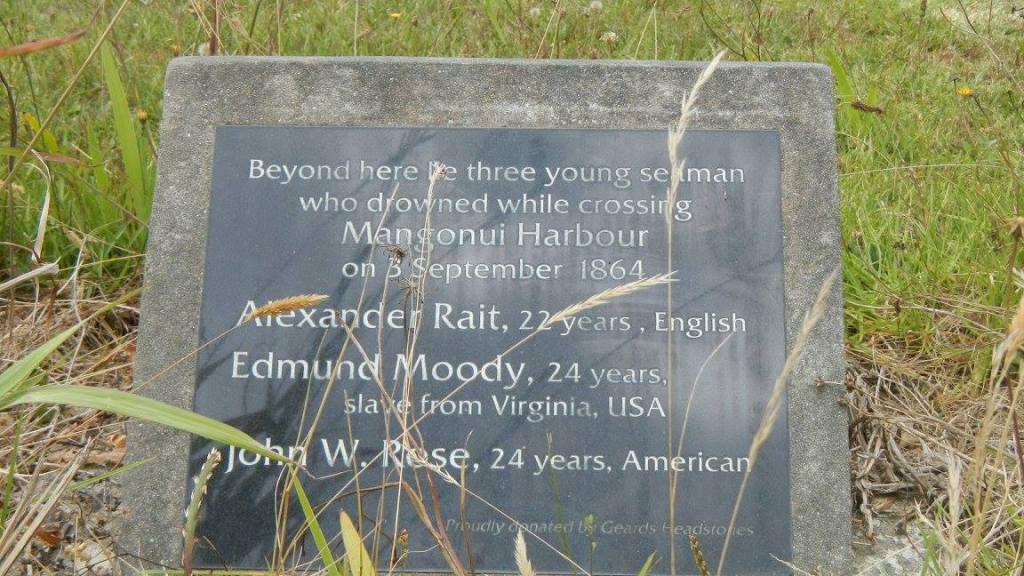 Beyond here lie three young seaman
who drowned while crossing
Mangonui Harbour
on 3 September 1864
Alexander Rait, 22 years , English
Edmund Moody, 24 years,
slave from Virginia, USA
John W. Rose, 24 years, American
Proudly donated by Geards Headstones